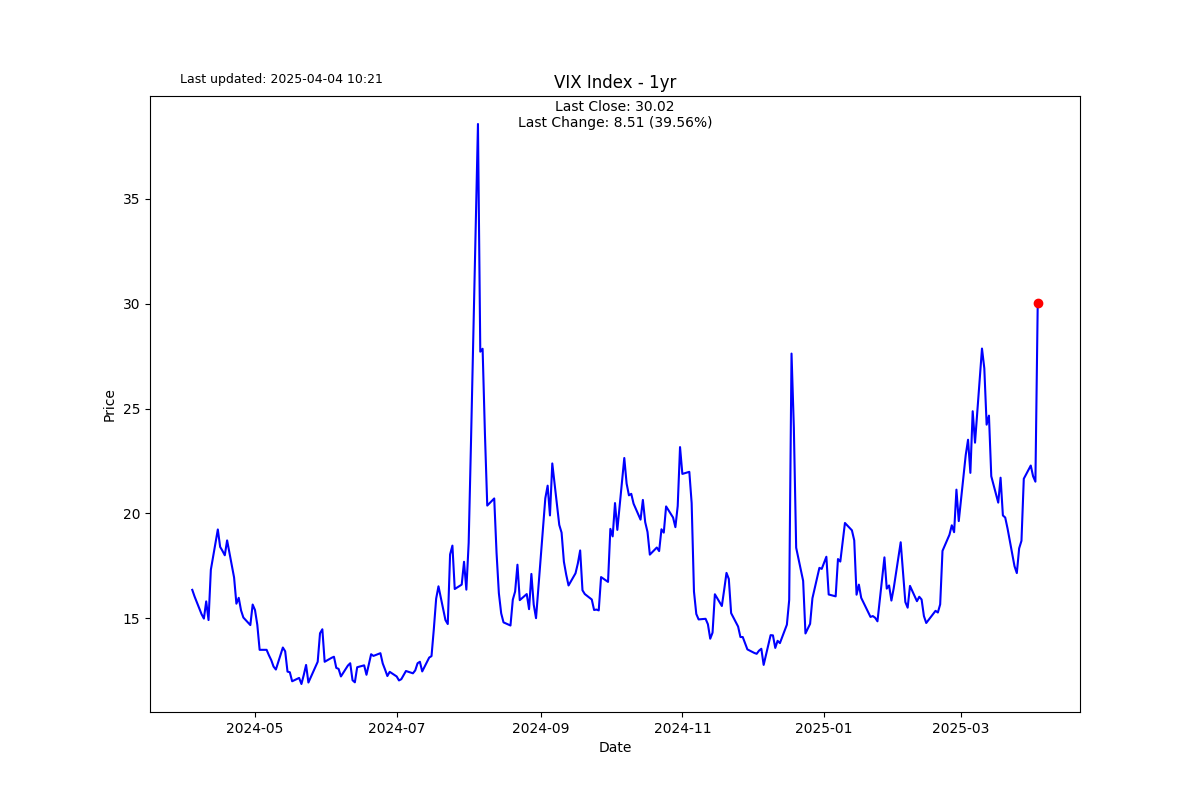 Last updated: 2025-04-04 10:21
VIX Index - 1yr
Last Close: 30.02
Last Change: 8.51 (39.56%)
35
30
25
20
15
Price
2024-05
2024-07
2024-09
2024-11
2025-01
2025-03
Date